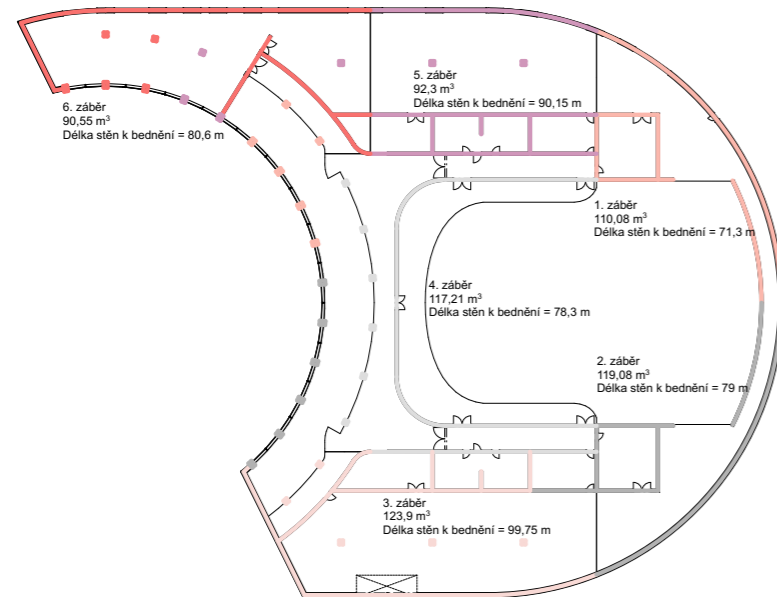 5. záběr
92,3 m³
Délka stěn k bednění = 90,15 m
6. záběr
90,55 m³
Délka stěn k bednění = 80,6 m
1. záběr
110,08 m³
Délka stěn k bednění = 71,3 m
4. záběr
117,21 m³
Délka stěn k bednění = 78,3 m
2. záběr
119,08 m³
Délka stěn k bednění = 79 m
3. záběr
123,9 m³
Délka stěn k bednění = 99,75 m